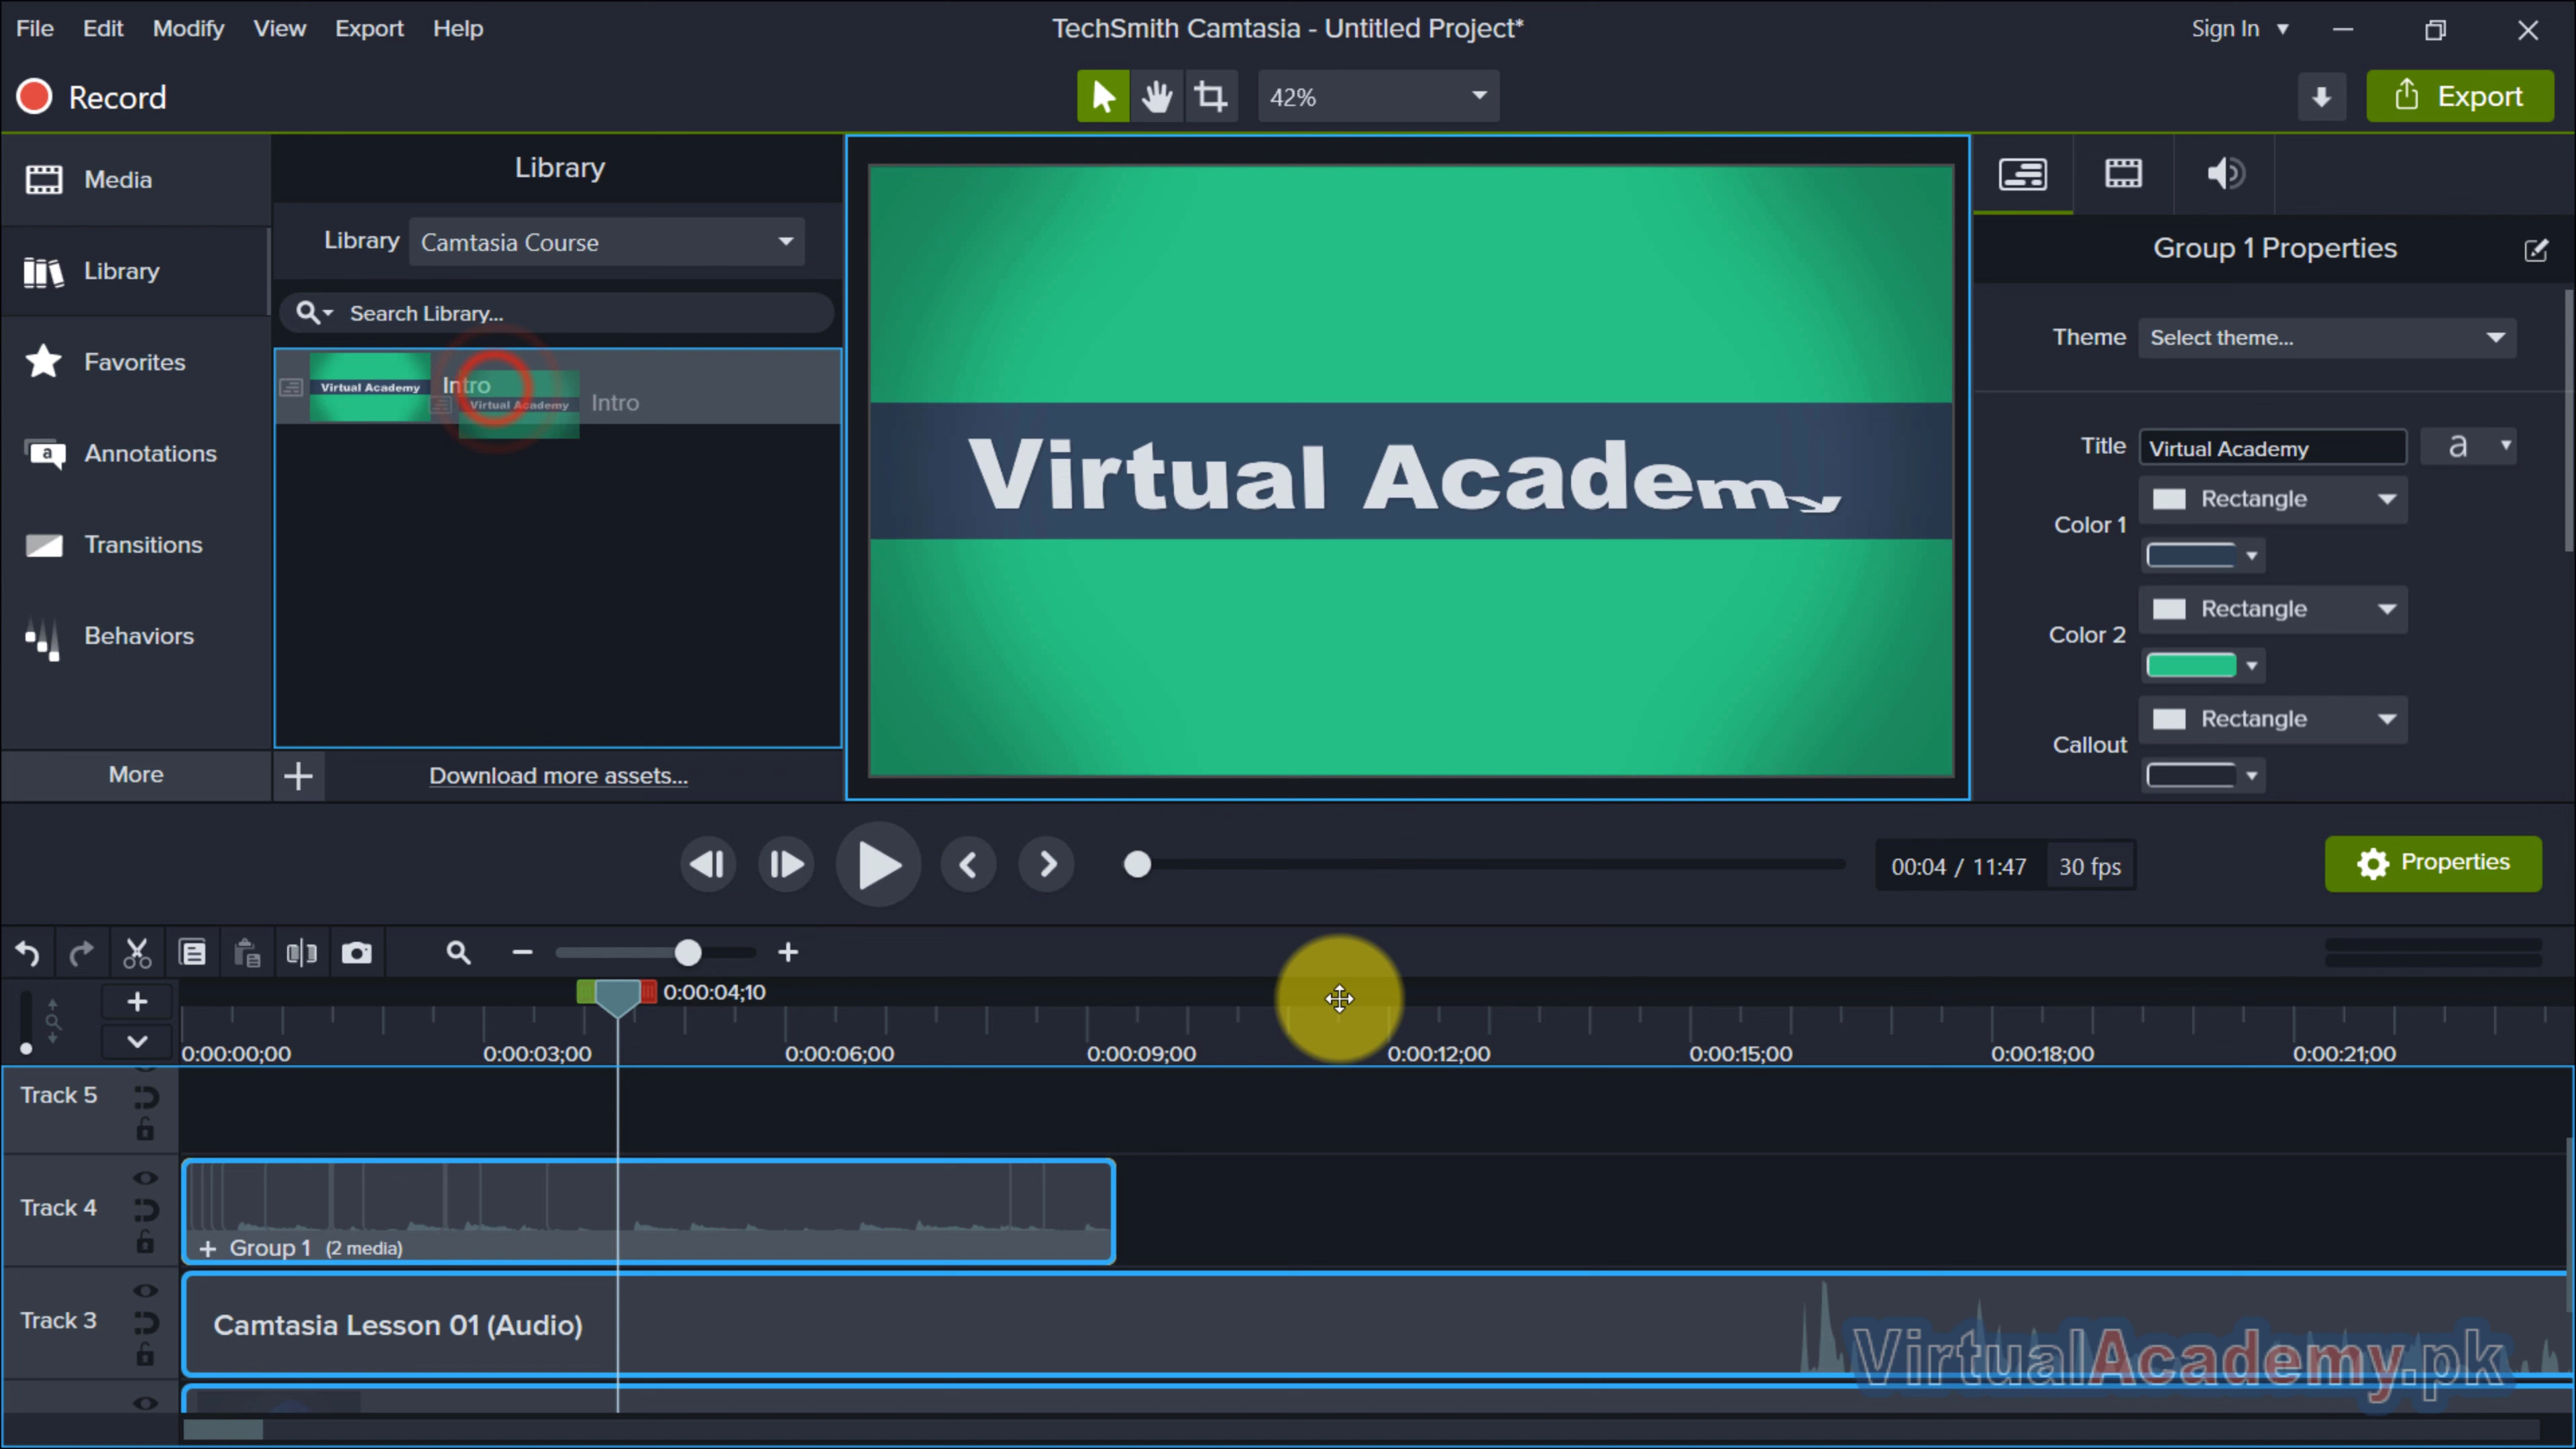 File Edit Modify View Export Help
TechSmith Camtasia - Untitled Project*
Sign In
Record
42%
Export
Media
Library
Favorites
Annotations
Transitions
Behaviors
More
Library
Library Camtasia Course
Search Library...
Virtual Academy Intro
Virtual Academy Intro
Download more assets...
Virtual Academy
Group 1 Properties
Theme Select theme...
Title Virtual Academy a
Color 1 Rectangle
Color 2 Rectangle
Callout Rectangle
00:04 / 11:47 30 fps
Properties
0:00:04;10
0:00:00;00 0:00:03;00 0:00:06;00 0:00:09;00 0:00:12;00 0:00:15;00 0:00:18;00 0:00:21;00
Track 5
Track 4
+ Group 1 (2 media)
Track 3
Camtasia Lesson 01 (Audio)
VirtualAcademy.pk